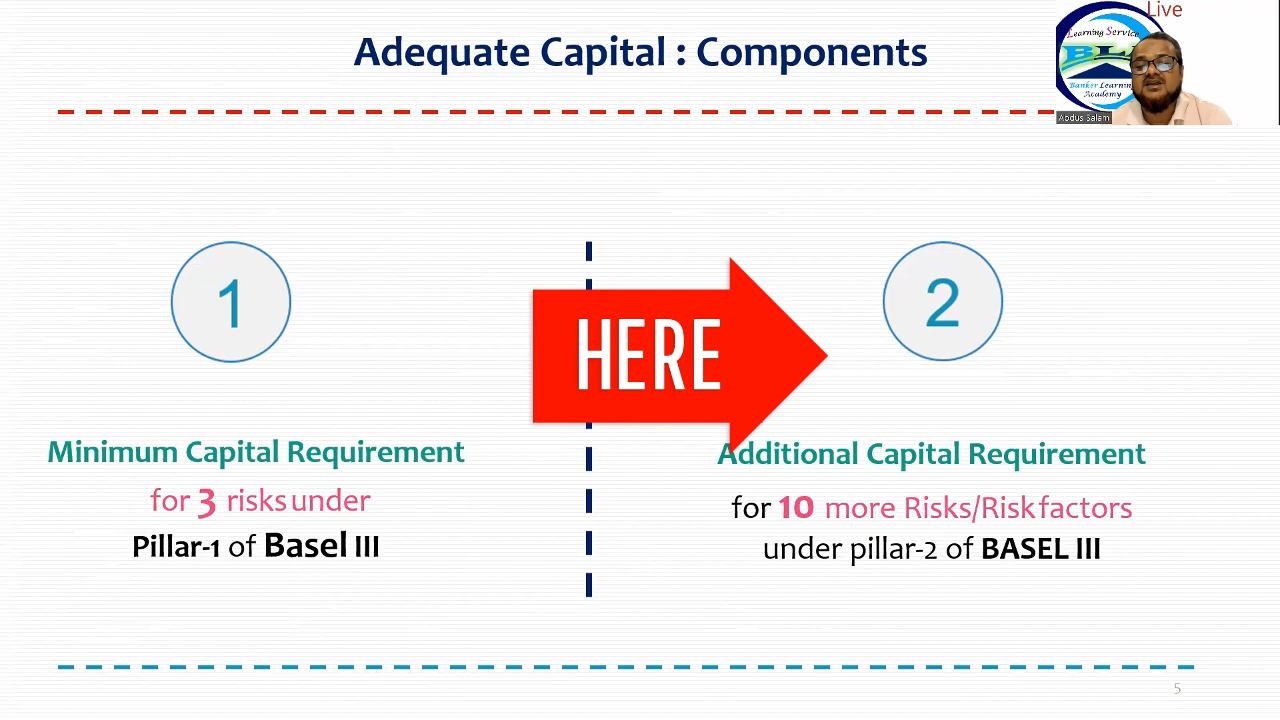 Adequate Capital : Components
Live
Learning Service
BLA
Banker Learning
Academy
Abdus Salam
1
Minimum Capital Requirement
for 3 risks under
Pillar-1 of Basel III
HERE
2
Additional Capital Requirement
for 10 more Risks/Risk factors
under pillar-2 of BASEL III
5